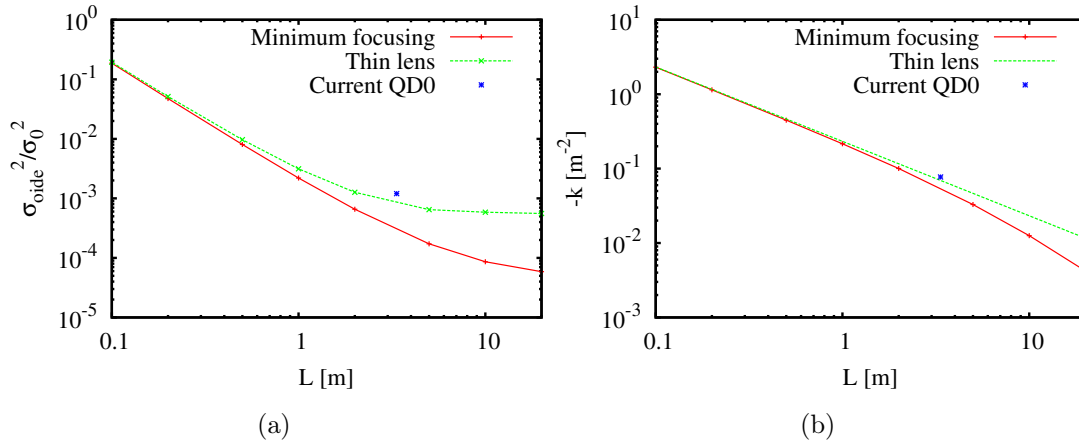 10^0
10^-1
10^-2
10^-3
10^-4
10^-5
σ_oide^2/σ_0^2
Minimum focusing
Thin lens
Current QD0
0.1 1 10
L [m]
(a)
10^1
10^0
10^-1
10^-2
10^-3
-k [m^-2]
Minimum focusing
Thin lens
Current QD0
0.1 1 10
L [m]
(b)